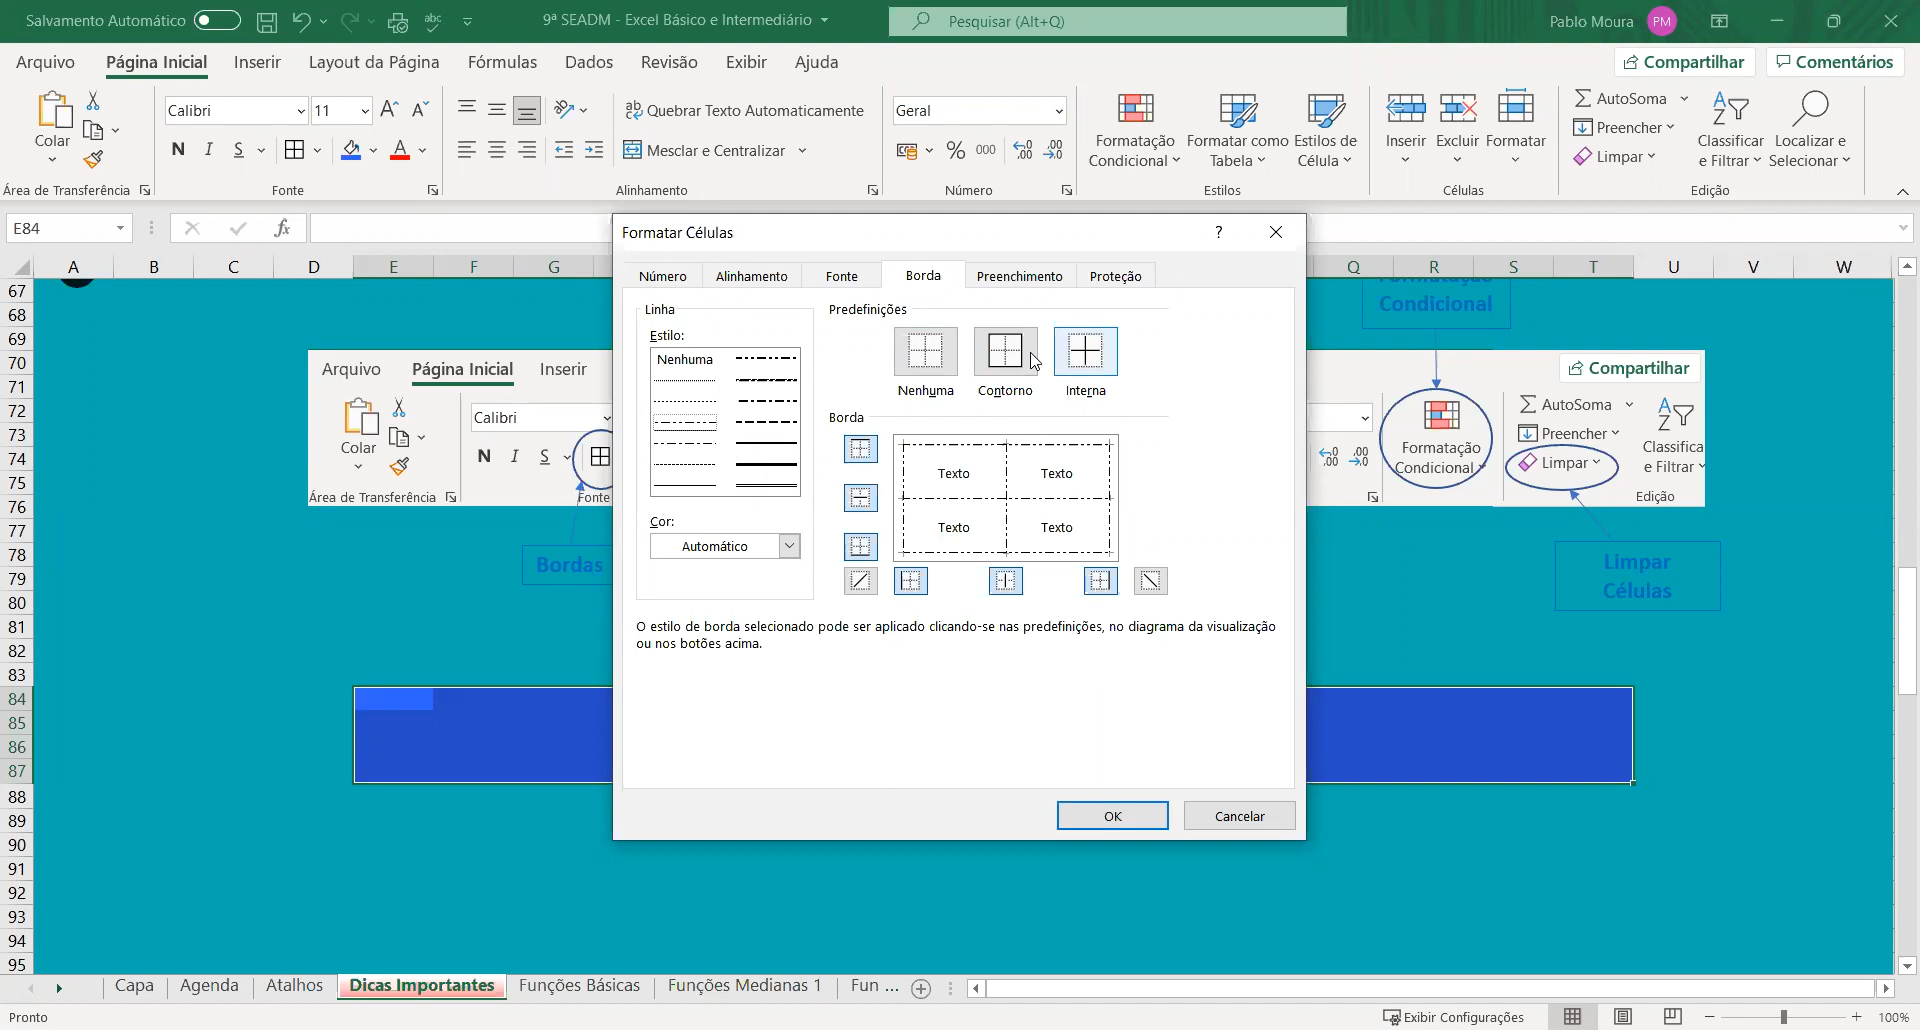 Salvamento Automático
abc
9ª SEADM - Excel Básico e Intermediário
Pesquisar (Alt+Q)
Pablo Moura
PM
Arquivo
Página Inicial
Inserir
Layout da Página
Fórmulas
Dados
Revisão
Exibir
Ajuda
Compartilhar
Comentários
Colar
Área de Transferência
Calibri
11
N I S
Fonte
Quebrar Texto Automaticamente
Mesclar e Centralizar
Alinhamento
Geral
% 000
Número
Formatação
Condicional
Formatar como
Tabela
Estilos de
Célula
Estilos
Inserir
Excluir
Formatar
Células
AutoSoma
Preencher
Limpar
Classificar
e Filtrar
Localizar e
Selecionar
Edição
E84
fx
A B C D E F G Q R S T U V W
67
68
69
70
71
72
73
74
75
76
77
78
79
80
81
82
83
84
85
86
87
88
89
90
91
92
93
94
95
Formatação
Condicional
Arquivo
Página Inicial
Inserir
Colar
Área de Transferência
Calibri
N I S
Fonte
Bordas
Formatação
Condicional
Compartilhar
AutoSoma
Preencher
Limpar
Classifica
e Filtrar
Edição
Limpar
Células
Formatar Células
?
Número
Alinhamento
Fonte
Borda
Preenchimento
Proteção
Linha
Estilo:
Nenhuma
Cor:
Automático
Predefinições
Nenhuma
Contorno
Interna
Borda
Texto Texto
Texto Texto
O estilo de borda selecionado pode ser aplicado clicando-se nas predefinições, no diagrama da visualização
ou nos botões acima.
OK
Cancelar
Capa
Agenda
Atalhos
Dicas Importantes
Funções Básicas
Funções Medianas 1
Fun ...
Pronto
Exibir Configurações
100%